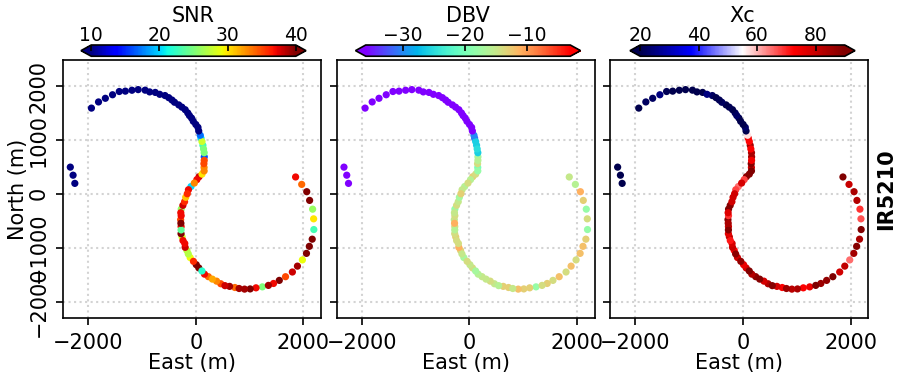 SNR DBV Xc
10 20 30 40 −30 −20 −10 20 40 60 80
2000
1000
0
−1000
−2000
North (m)
IR5210
−2000 0 2000 −2000 0 2000 −2000 0 2000
East (m) East (m) East (m)